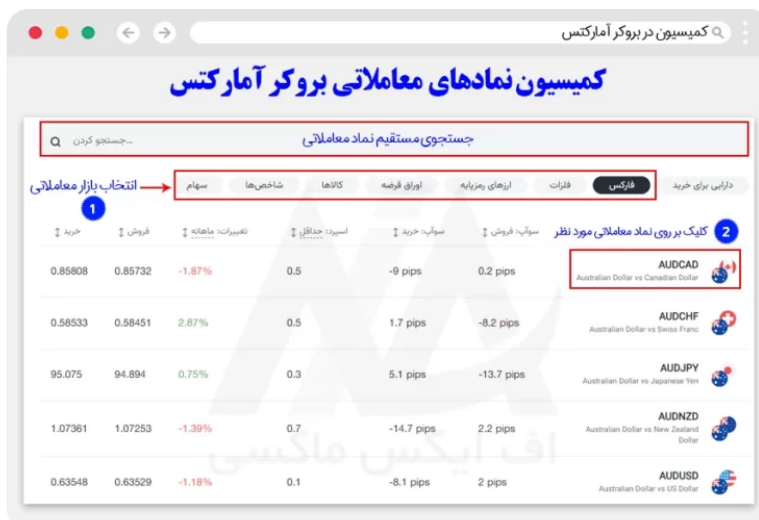 کمیسیون در بروکر آمارکتس
کمیسیون نمادهای معاملاتی بروکر آمارکتس
جستجوی مستقیم نماد معاملاتی
جستجو کردن...
دارایی برای خرید فارکس فلزات ارزهای رمزپایه اوراق قرضه کالاها شاخص‌ها سهام انتخاب بازار معاملاتی
1
2 کلیک بر روی نماد معاملاتی مورد نظر
سوآپ: فروش سوآپ: خرید اسپرد: حداقل تغییرات: ماهانه فروش خرید
AUDCAD
Australian Dollar vs Canadian Dollar
0.2 pips -9 pips 0.5 -1.87% 0.85732 0.85808
AUDCHF
Australian Dollar vs Swiss Franc
-8.2 pips 1.7 pips 0.5 2.87% 0.58451 0.58533
AUDJPY
Australian Dollar vs Japanese Yen
-13.7 pips 5.1 pips 0.3 0.75% 94.894 95.075
AUDNZD
Australian Dollar vs New Zealand
Dollar
2.2 pips -14.7 pips 0.7 -1.39% 1.07253 1.07361
اف ایکس ماکسی
AUDUSD
Australian Dollar vs US Dollar
2 pips -8.1 pips 0.1 -1.18% 0.63529 0.63548